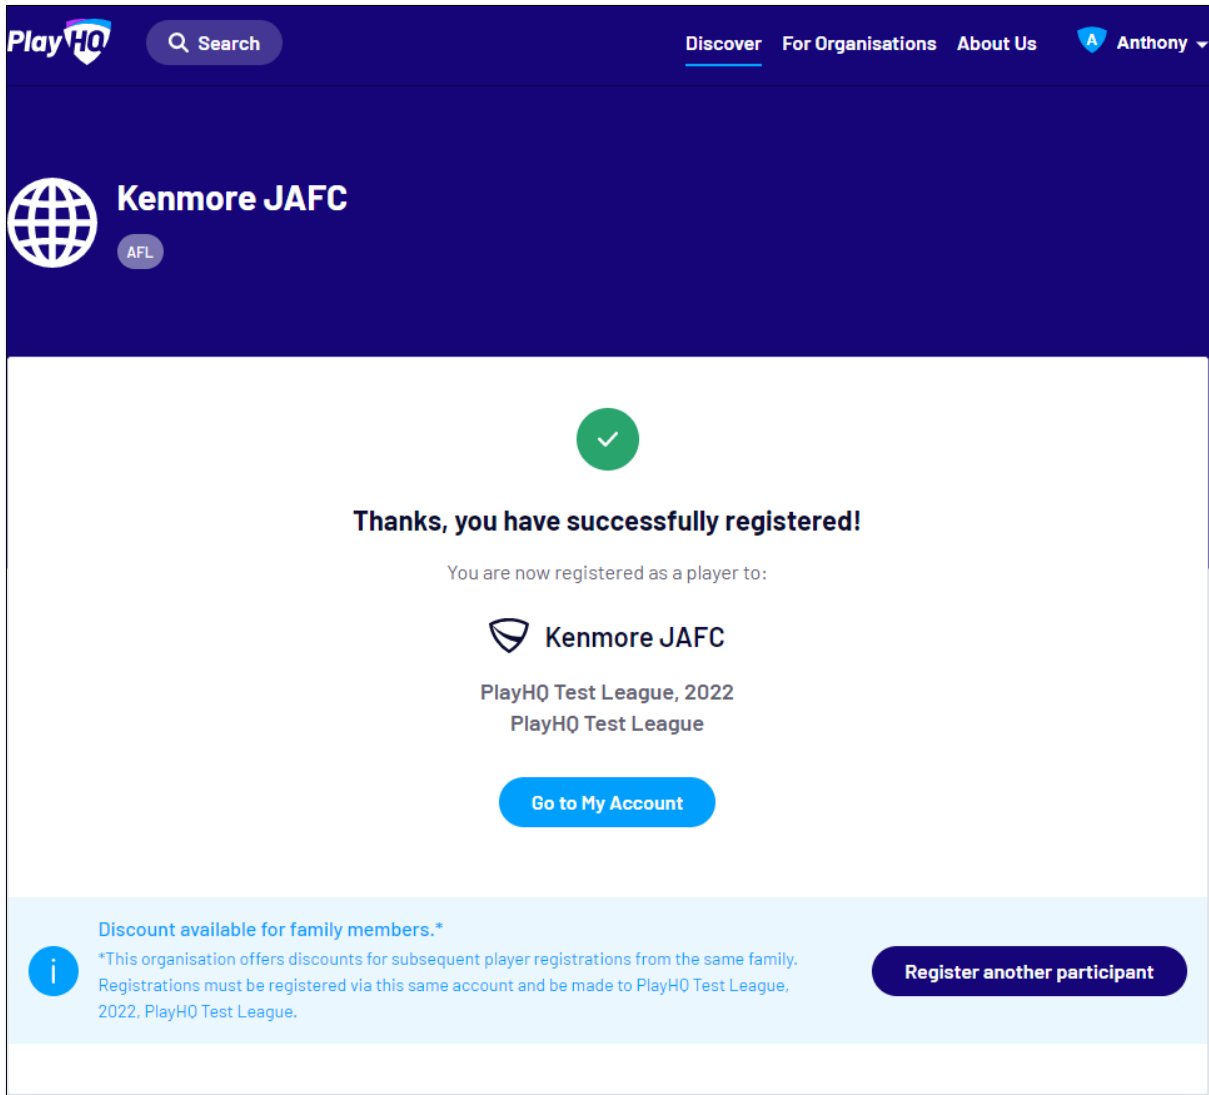 PlayHQ
Search
Discover For Organisations About Us A Anthony
Kenmore JAFC
AFL
Thanks, you have successfully registered!
You are now registered as a player to:
Kenmore JAFC
PlayHQ Test League, 2022
PlayHQ Test League
Go to My Account
Discount available for family members.*
*This organisation offers discounts for subsequent player registrations from the same family.
Registrations must be registered via this same account and be made to PlayHQ Test League,
2022, PlayHQ Test League.
Register another participant